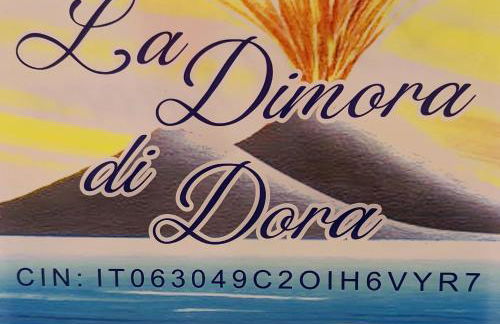 La
Dimora
di
Dora
CIN: IT063049C2OIH6VYR7